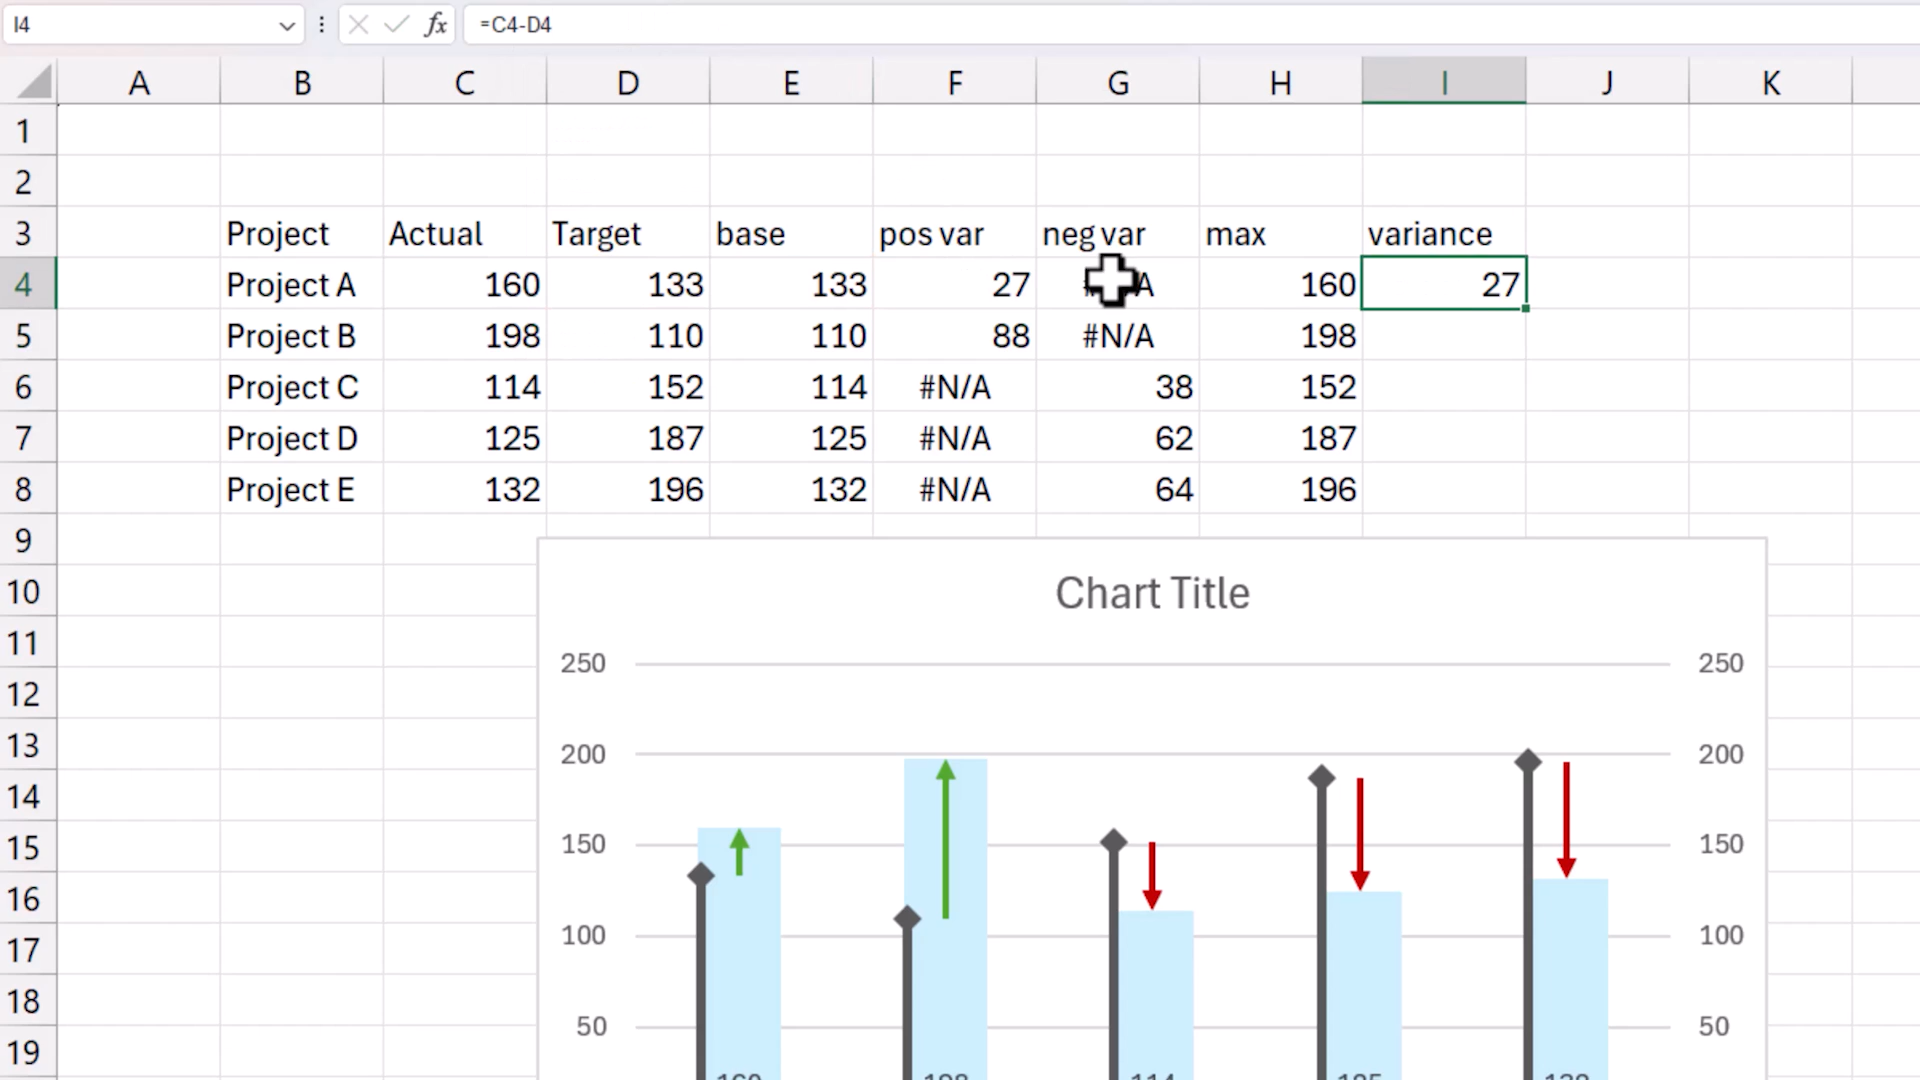 I4 fx =C4-D4
A B C D E F G H I J K
1
2
3 Project Actual Target base pos var neg var max variance
4 Project A 160 133 133 27 160 27
5 Project B 198 110 110 88 #N/A 198
6 Project C 114 152 114 #N/A 38 152
7 Project D 125 187 125 #N/A 62 187
8 Project E 132 196 132 #N/A 64 196
9
10 Chart Title
11 250 250
12
13 200 200
14
15 150 150
16
17 100 100
18
19 50 50